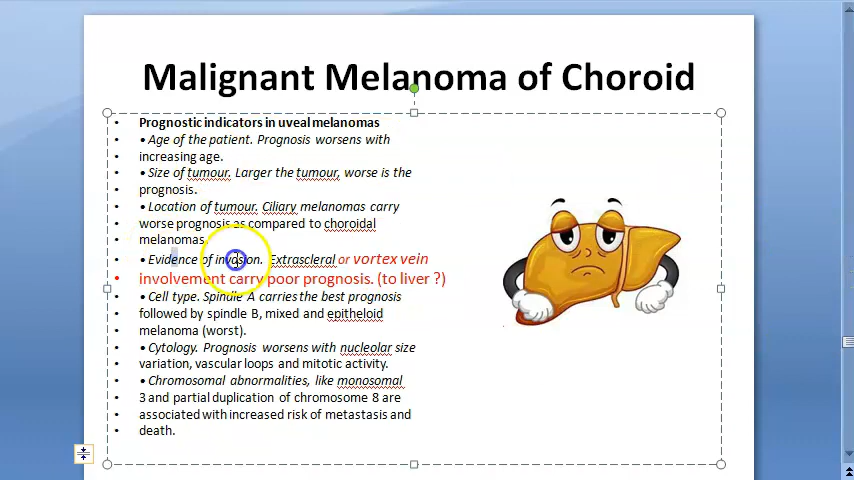 Malignant Melanoma of Choroid
• Prognostic indicators in uveal melanomas
• • Age of the patient. Prognosis worsens with
• increasing age.
• • Size of tumour. Larger the tumour, worse is the
• prognosis.
• • Location of tumour. Ciliary melanomas carry
• worse prognosis as compared to choroidal
• melanomas.
• • Evidence of invasion. Extrascleral or vortex vein
• involvement carry poor prognosis. (to liver ?)
• • Cell type. Spindle A carries the best prognosis
• followed by spindle B, mixed and epitheloid
• melanoma (worst).
• • Cytology. Prognosis worsens with nucleolar size
• variation, vascular loops and mitotic activity.
• • Chromosomal abnormalities, like monosomal
• 3 and partial duplication of chromosome 8 are
• associated with increased risk of metastasis and
• death.